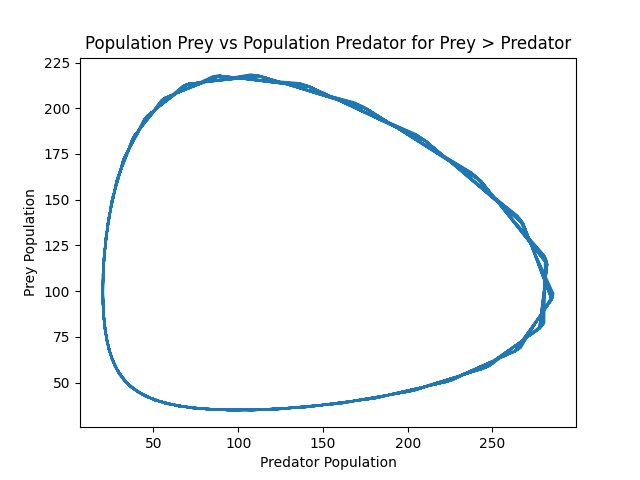 Population Prey vs Population Predator for Prey > Predator
225
200
175
150
125
100
75
50
Prey Population
50 100 150 200 250
Predator Population